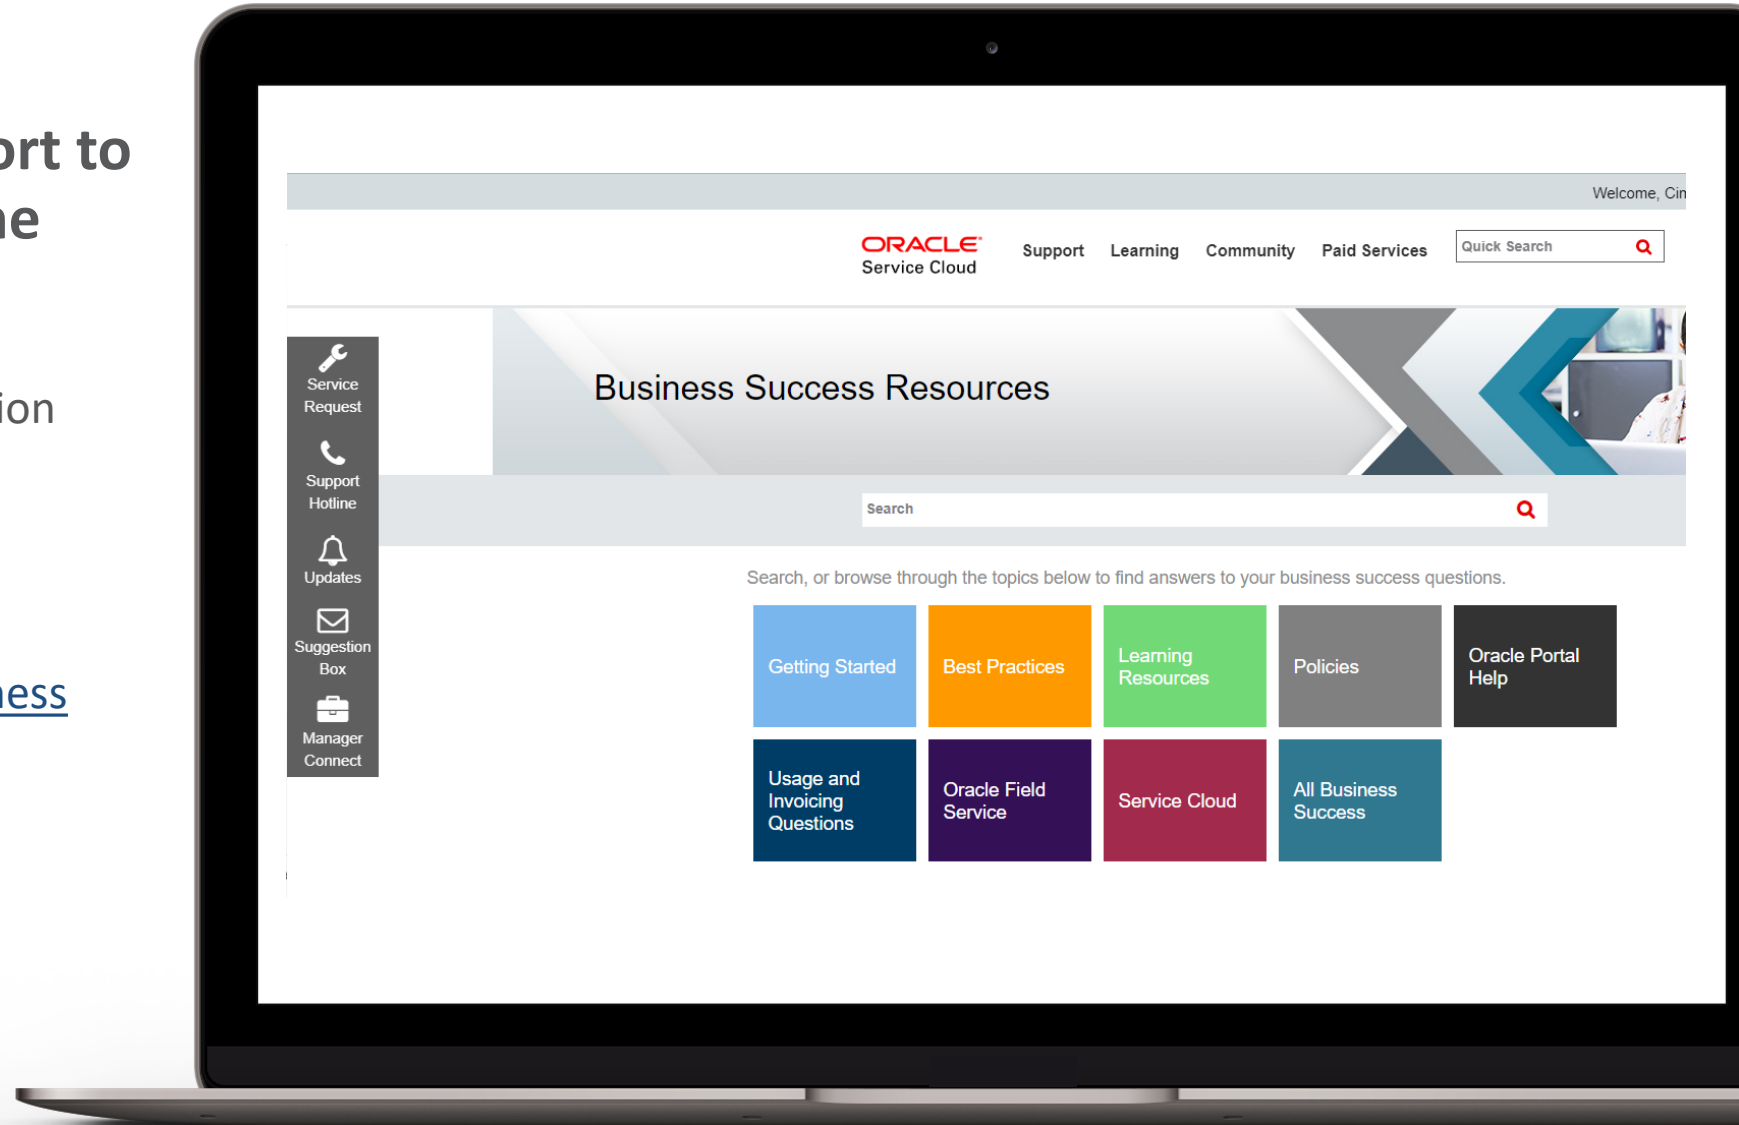 ort to
ne
ion
ness
Welcome, Cin
ORACLE
Service Cloud
Support Learning Community Paid Services
Quick Search
Service
Request
Support
Hotline
Updates
Suggestion
Box
Manager
Connect
Business Success Resources
Search
Search, or browse through the topics below to find answers to your business success questions.
Getting Started
Best Practices
Learning
Resources
Policies
Oracle Portal
Help
Usage and
Invoicing
Questions
Oracle Field
Service
Service Cloud
All Business
Success